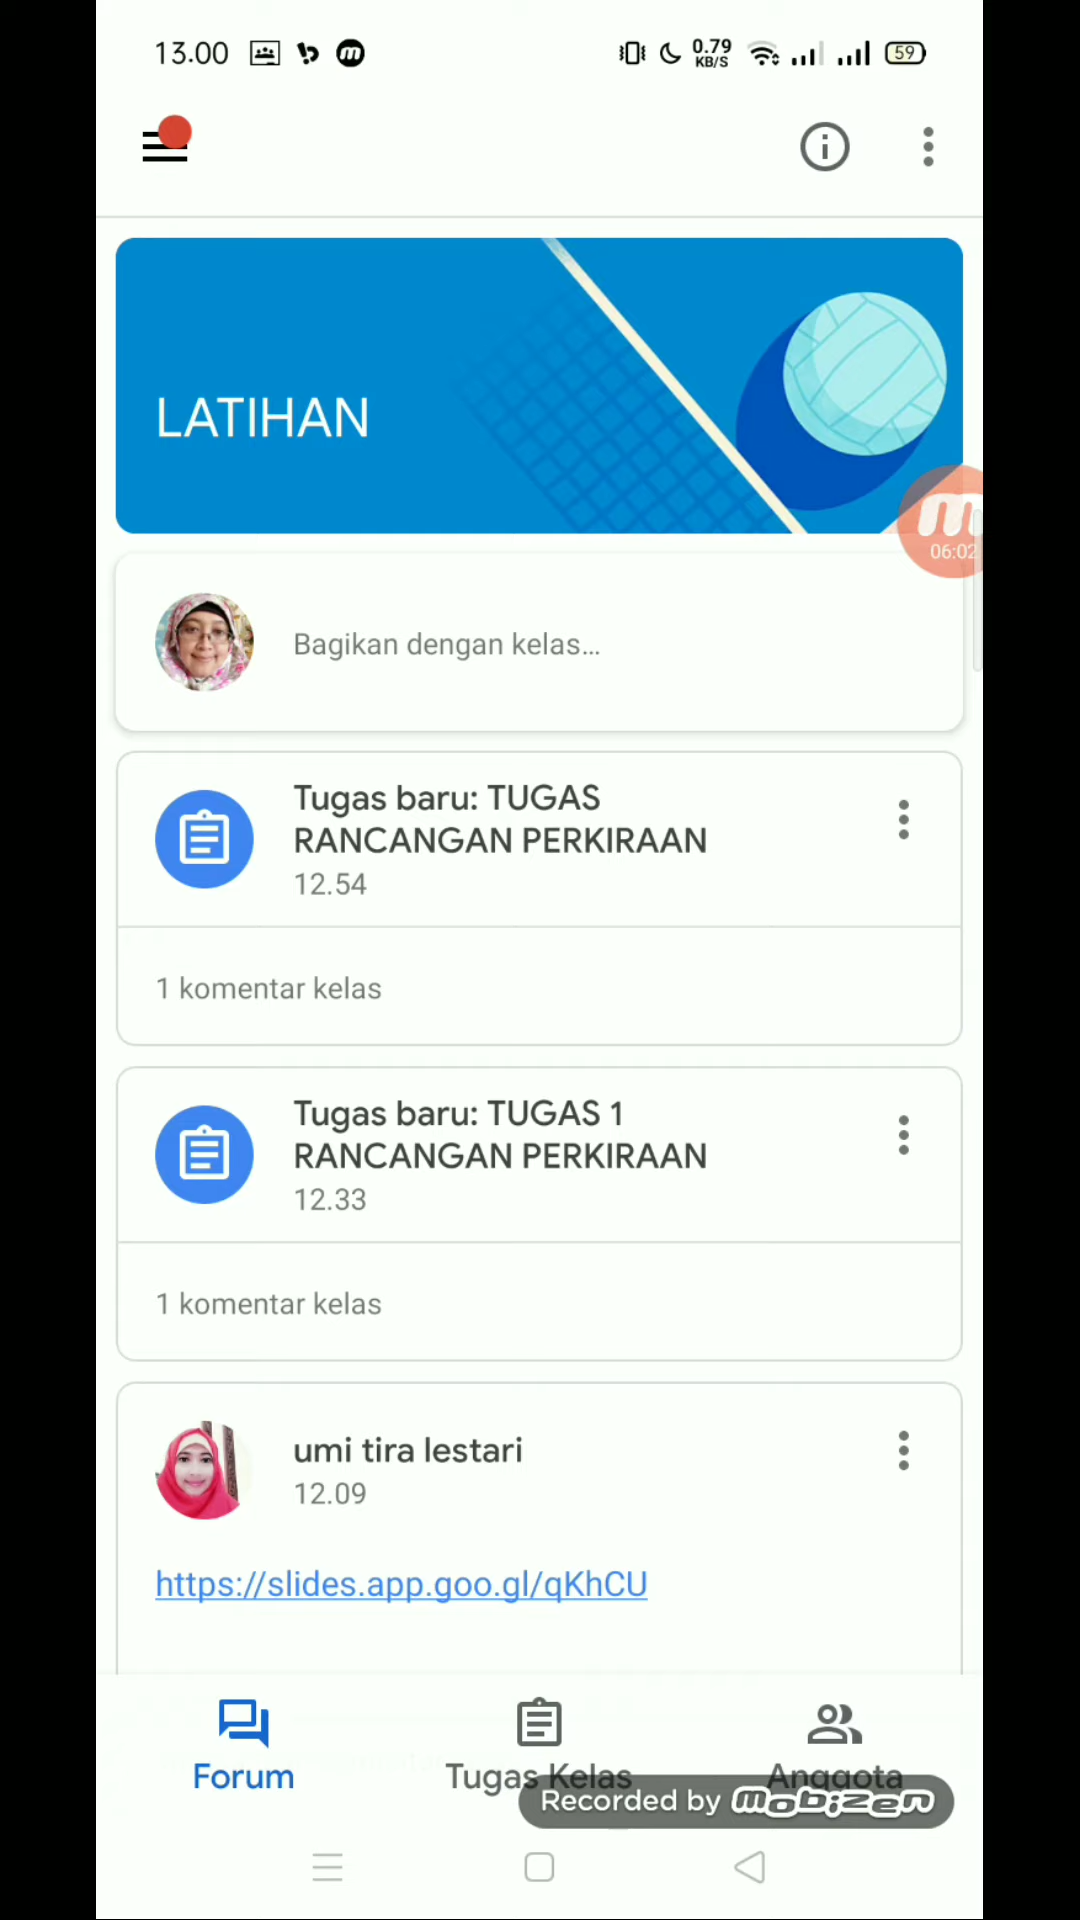 13.00
0.79
KB/S
59
LATIHAN
06:02
Bagikan dengan kelas...
Tugas baru: TUGAS
RANCANGAN PERKIRAAN
12.54
1 komentar kelas
Tugas baru: TUGAS 1
RANCANGAN PERKIRAAN
12.33
1 komentar kelas
umi tira lestari
12.09
https://slides.app.goo.gl/qKhCU
Forum
Tugas Kelas
Anggota
Recorded by mobizen